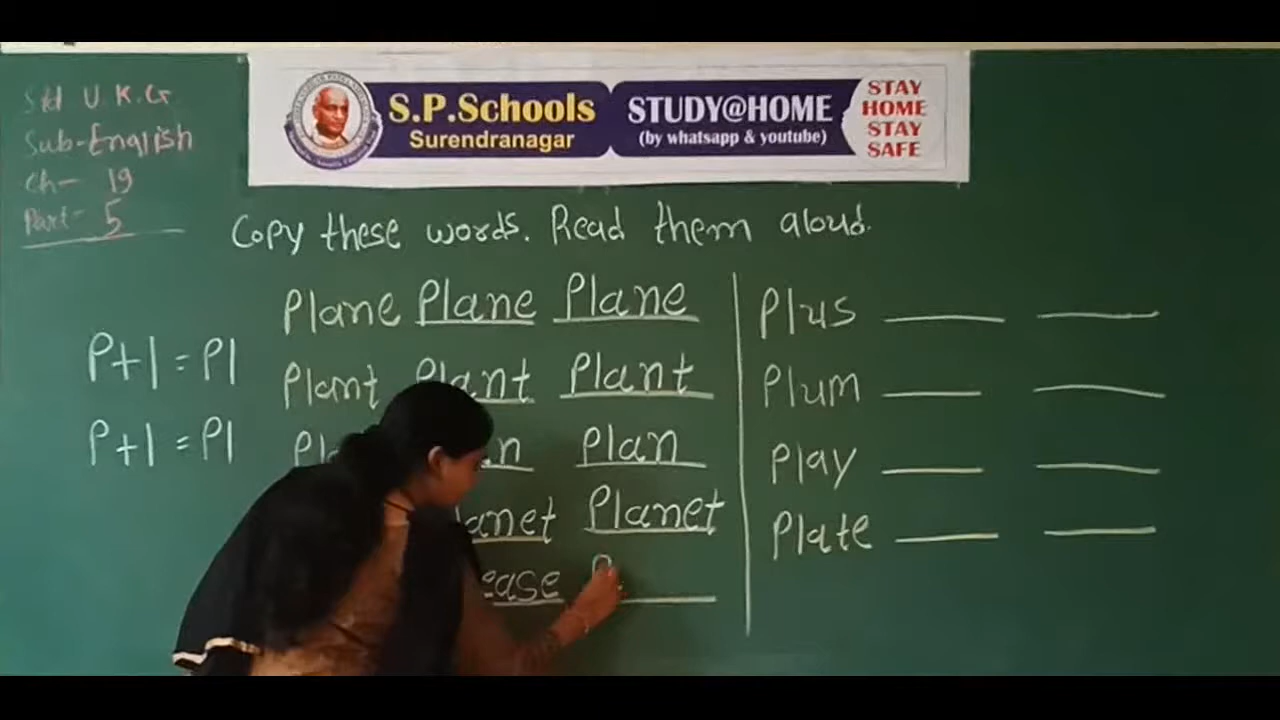 Std U.K.G
Sub-English
Ch- 19
Part- 5
S.P.Schools
Surendranagar
STUDY@HOME
(by whatsapp & youtube)
STAY
HOME
STAY
SAFE
Copy these words. Read them aloud.
P+l = Pl
P+l = Pl
Plane Plane Plane
Plant Plant Plant
Plan
Planet
Plus
Plum
Play
Plate